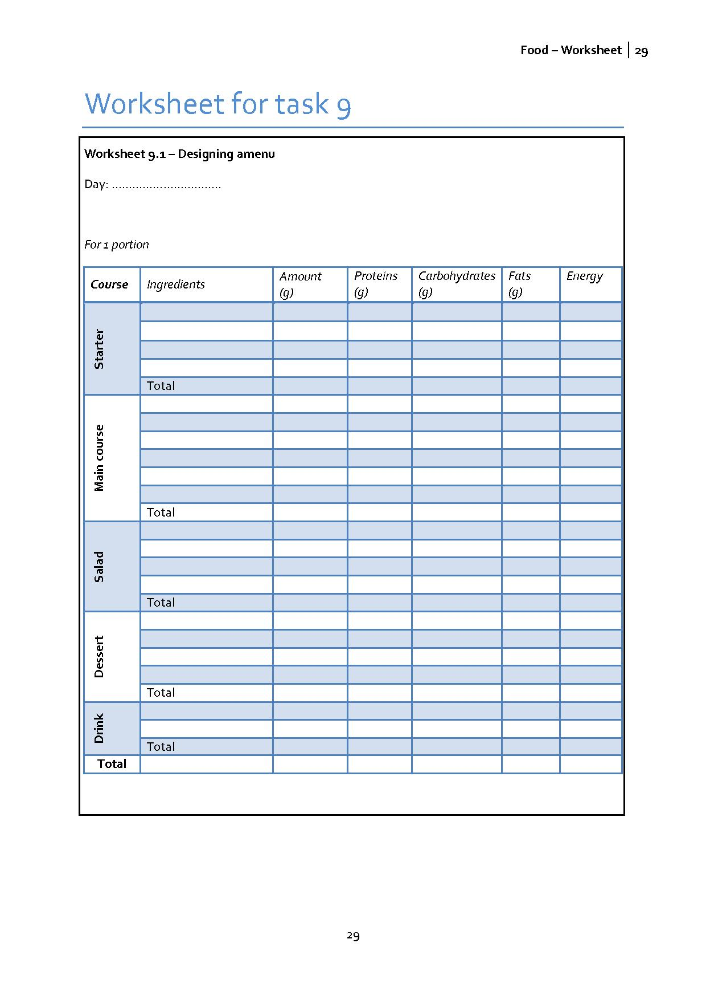 Food – Worksheet 29
Worksheet for task 9
Worksheet 9.1 – Designing amenu
Day: ................................
For 1 portion
Course Ingredients Amount (g) Proteins (g) Carbohydrates (g) Fats (g) Energy
Starter
Total
Main course
Total
Salad
Total
Dessert
Total
Drink
Total
Total
29